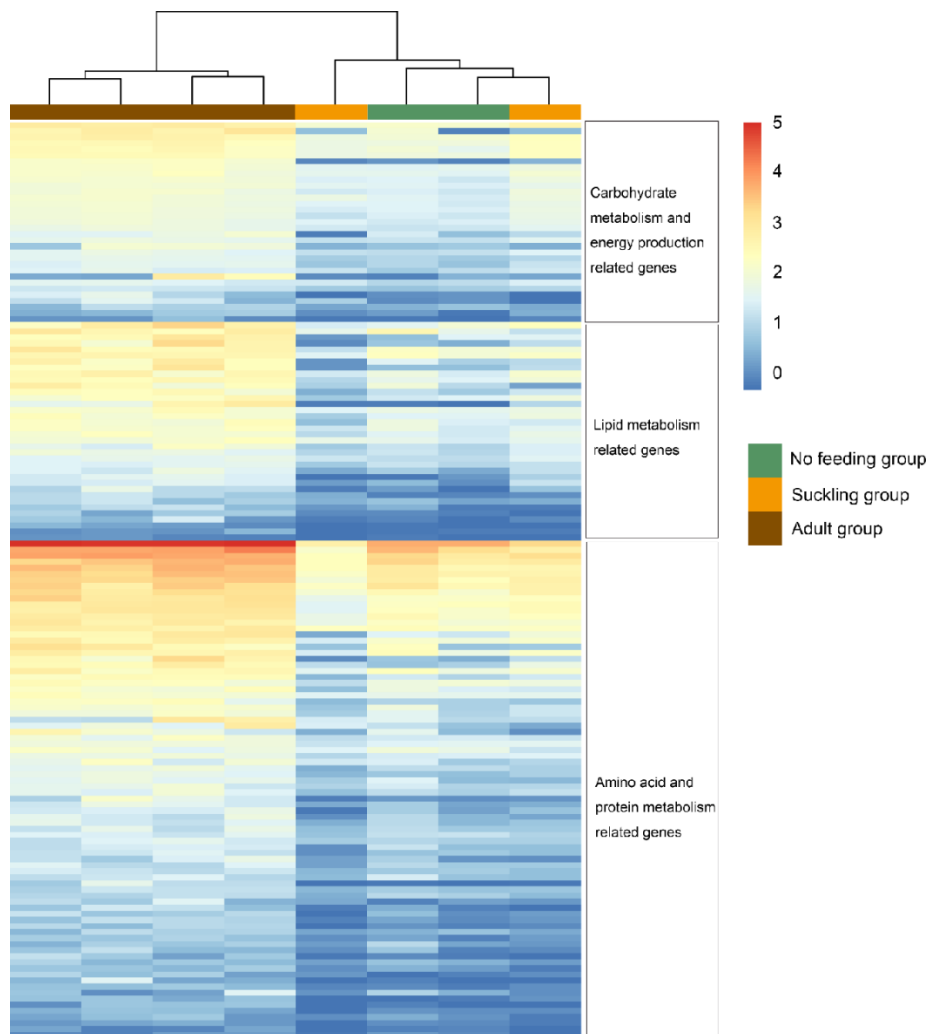 5
4
3
2
1
0
Carbohydrate
metabolism and
energy production
related genes
Lipid metabolism
related genes
No feeding group
Suckling group
Adult group
Amino acid and
protein metabolism
related genes